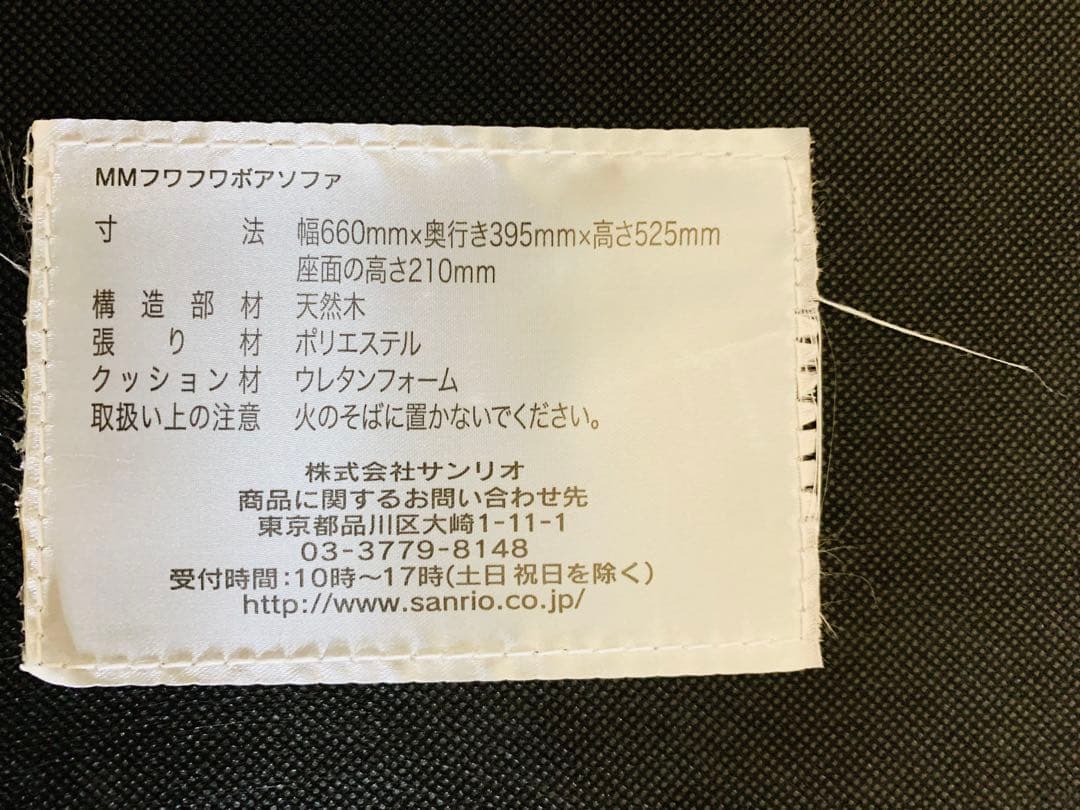 MMフワフワボアソファ
寸法 幅660mm×奥行き395mm×高さ525mm
座面の高さ210mm
構造部材 天然木
張り材 ポリエステル
クッション材 ウレタンフォーム
取扱い上の注意 火のそばに置かないでください。
株式会社サンリオ
商品に関するお問い合わせ先
東京都品川区大崎1-11-1
03-3779-8148
受付時間:10時～17時(土日祝日を除く)
http://www.sanrio.co.jp/